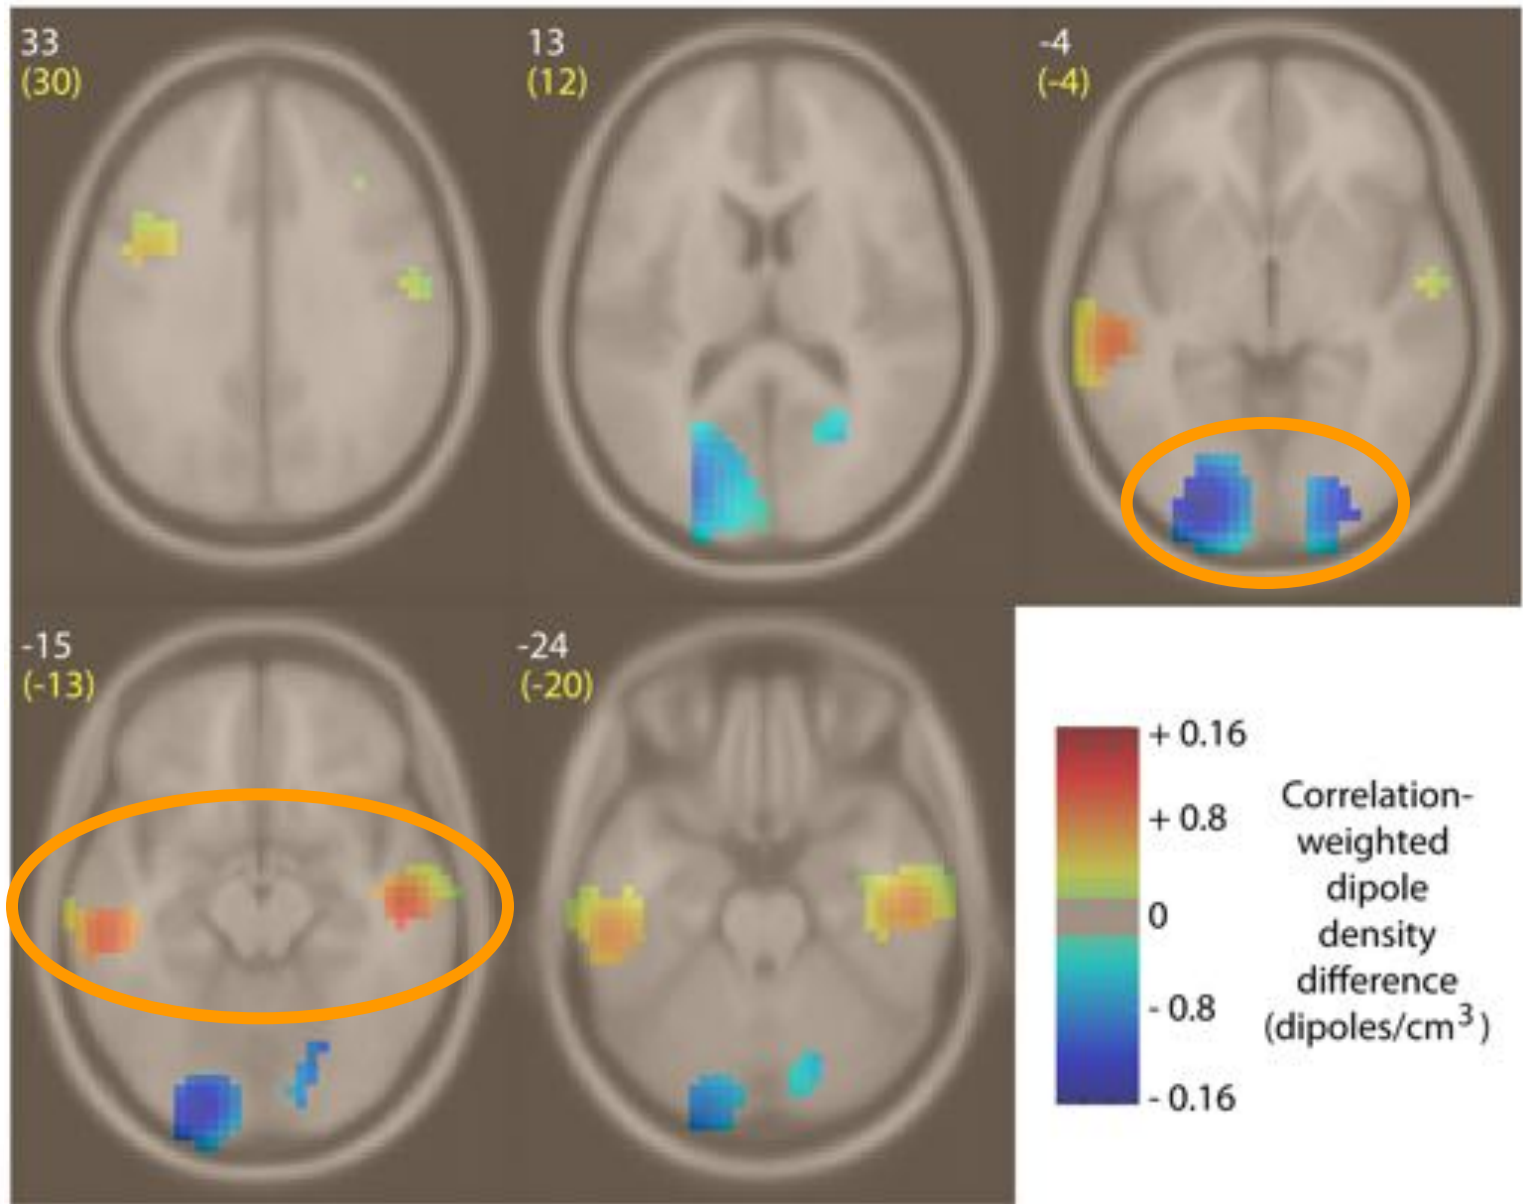 33
(30)
13
(12)
-4
(-4)
-15
(-13)
-24
(-20)
+ 0.16
+ 0.8
0
- 0.8
- 0.16
Correlation-
weighted
dipole
density
difference
(dipoles/cm³)